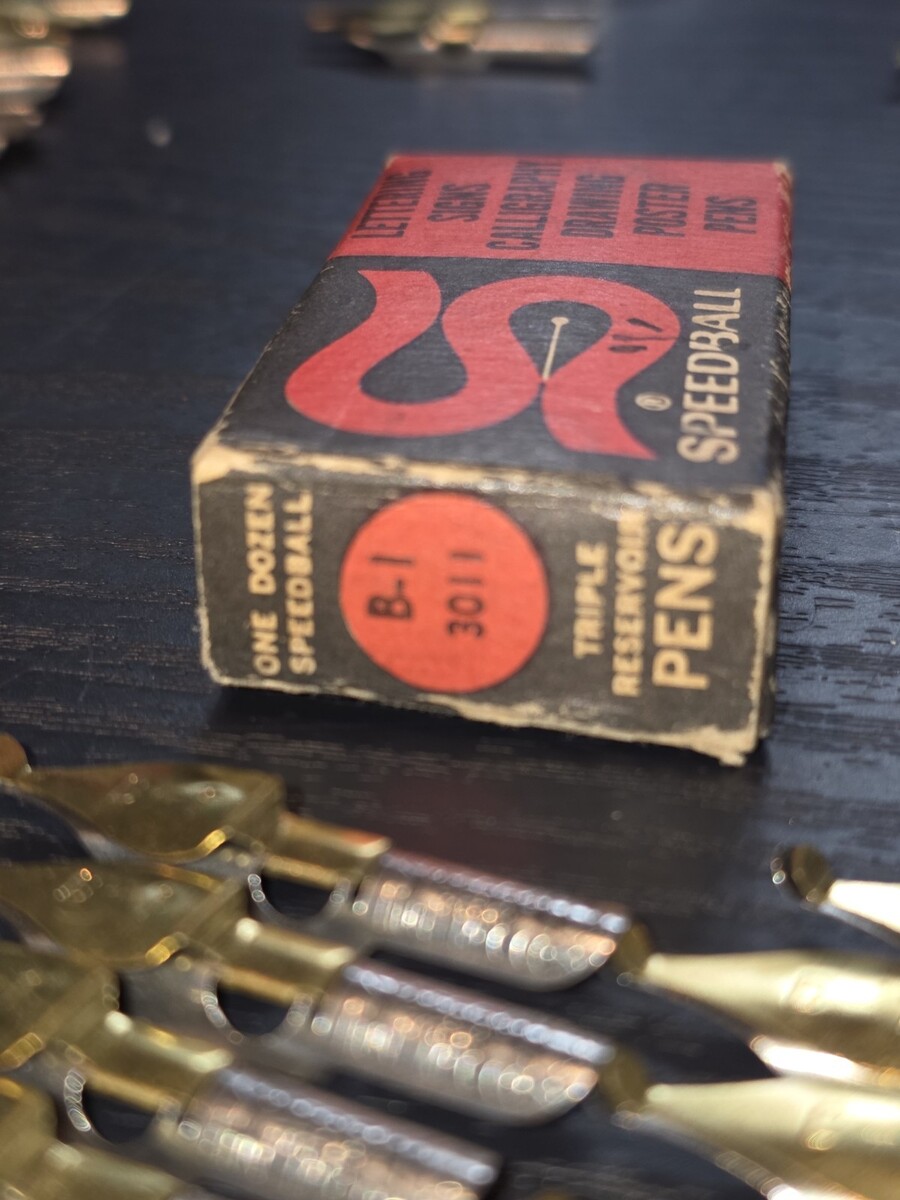 LETTERING
SIGNS
CALLIGRAPHY
DRAWING
POSTER
PENS
® SPEEDBALL
ONE DOZEN
SPEEDBALL
B-1
3011
TRIPLE
RESERVOIR
PENS